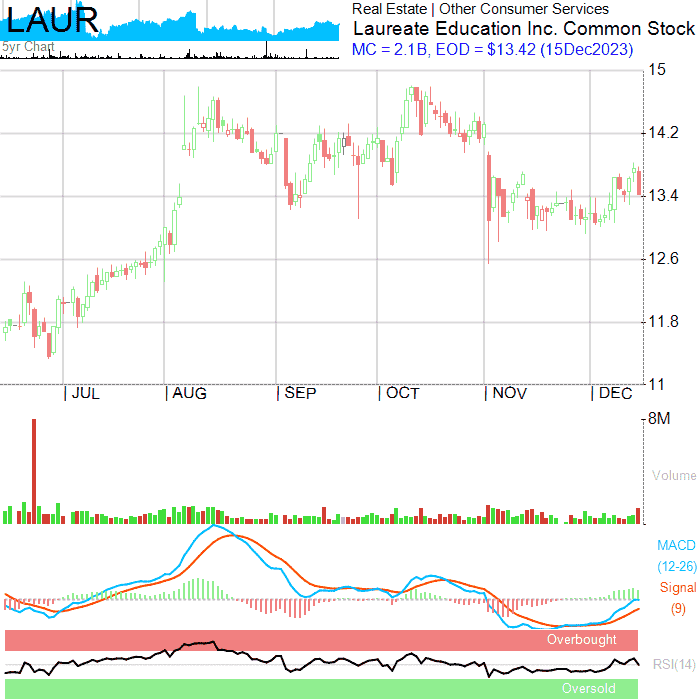 LAUR
5yr Chart
Real Estate | Other Consumer Services
Laureate Education Inc. Common Stock
MC = 2.1B, EOD = $13.42 (15Dec2023)
15
14.2
13.4
12.6
11.8
11
| JUL | AUG | SEP | OCT | NOV | DEC
8M
Volume
MACD
(12-26)
Signal
(9)
Overbought
RSI(14)
Oversold